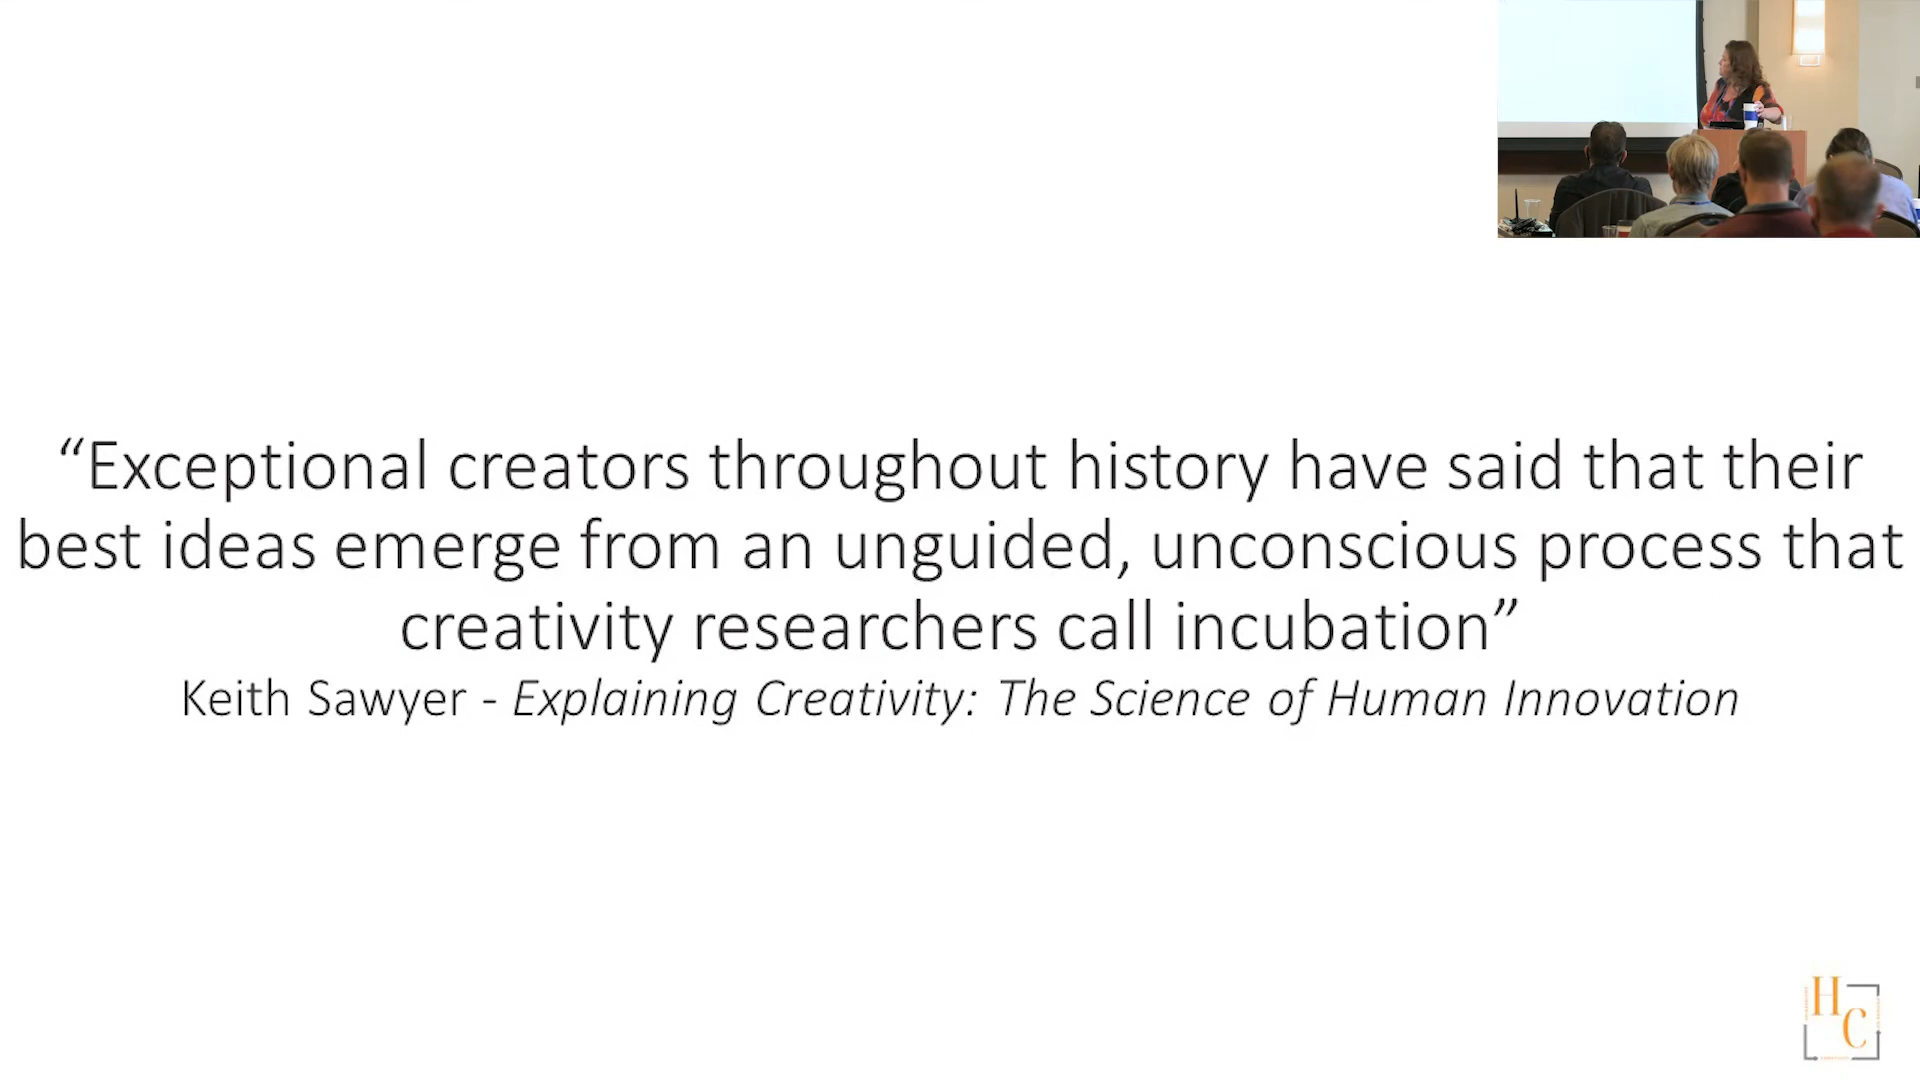 “Exceptional creators throughout history have said that their
best ideas emerge from an unguided, unconscious process that
creativity researchers call incubation”
Keith Sawyer - Explaining Creativity: The Science of Human Innovation
H
C